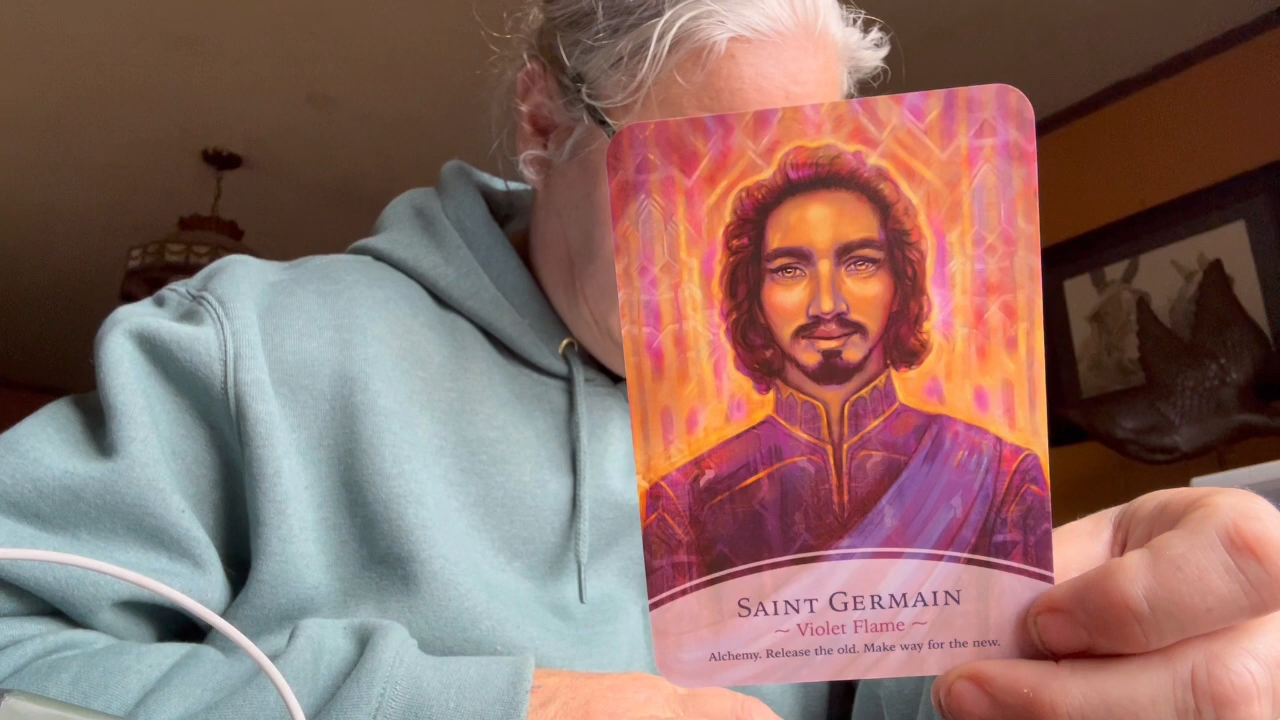 SAINT GERMAIN
~ Violet Flame ~
Alchemy. Release the old. Make way for the new.